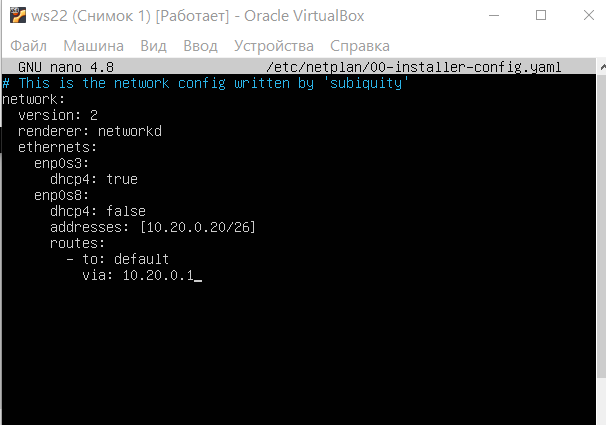 ws22 (Снимок 1) [Работает] - Oracle VirtualBox
Файл Машина Вид Ввод Устройства Справка
GNU nano 4.8 /etc/netplan/00-installer-config.yaml
# This is the network config written by 'subiquity'
network:
  version: 2
  renderer: networkd
  ethernets:
    enp0s3:
      dhcp4: true
    enp0s8:
      dhcp4: false
      addresses: [10.20.0.20/26]
      routes:
        - to: default
          via: 10.20.0.1_